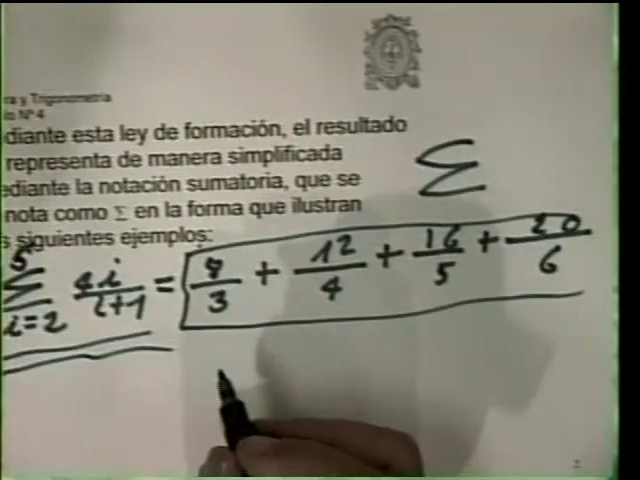 ra y Trigonometría
lo Nº 4
diante esta ley de formación, el resultado
representa de manera simplificada
ediante la notación sumatoria, que se
nota como Σ en la forma que ilustran
s siguientes ejemplos:
Σ
5
Σ 4i/i+1 = 8/3 + 12/4 + 16/5 + 20/6
i=2
2